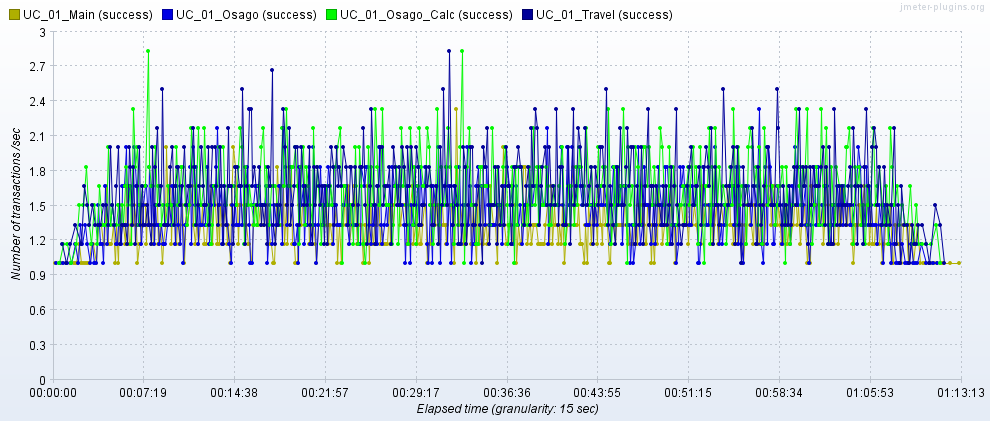 jmeter-plugins.org
UC_01_Main (success) UC_01_Osago (success) UC_01_Osago_Calc (success) UC_01_Travel (success)
3
2.7
2.4
2.1
1.8
1.5
1.2
0.9
0.6
0.3
0
Number of transactions/sec
00:00:00 00:07:19 00:14:38 00:21:57 00:29:17 00:36:36 00:43:55 00:51:15 00:58:34 01:05:53 01:13:13
Elapsed time (granularity: 15 sec)